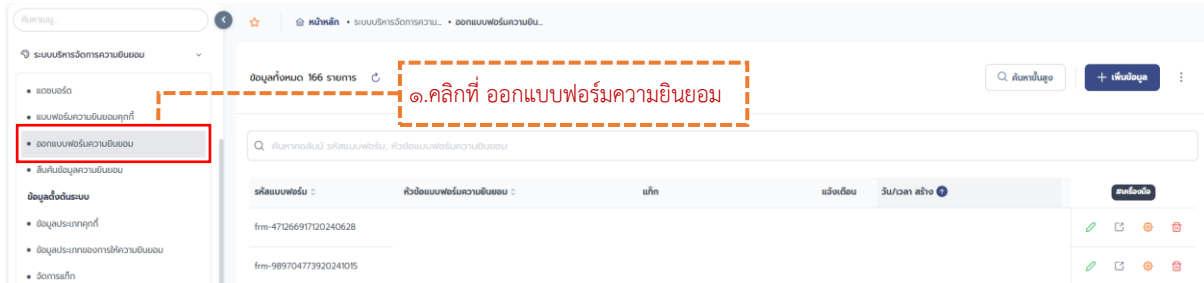 ค้นหาเมนู..
หน้าหลัก • ระบบบริหารจัดการความ... • ออกแบบฟอร์มความยิน..
ระบบบริหารจัดการความยินยอม
แดชบอร์ด
แบบฟอร์มความยินยอมคุกกี้
ออกแบบฟอร์มความยินยอม
สืบค้นข้อมูลความยินยอม
ข้อมูลตั้งต้นระบบ
ข้อมูลประเภทคุกกี้
ข้อมูลประเภทของการให้ความยินยอม
จัดการแท็ก
ข้อมูลทั้งหมด 166 รายการ
๑.คลิกที่ ออกแบบฟอร์มความยินยอม
ค้นหาขั้นสูง
+ เพิ่มข้อมูล
ค้นหาคอลัมน์ รหัสแบบฟอร์ม, หัวข้อแบบฟอร์มความยินยอม
รหัสแบบฟอร์ม หัวข้อแบบฟอร์มความยินยอม แท็ก แจ้งเตือน วัน/เวลา สร้าง #เครื่องมือ
frm-471266917120240628
frm-989704773920241015